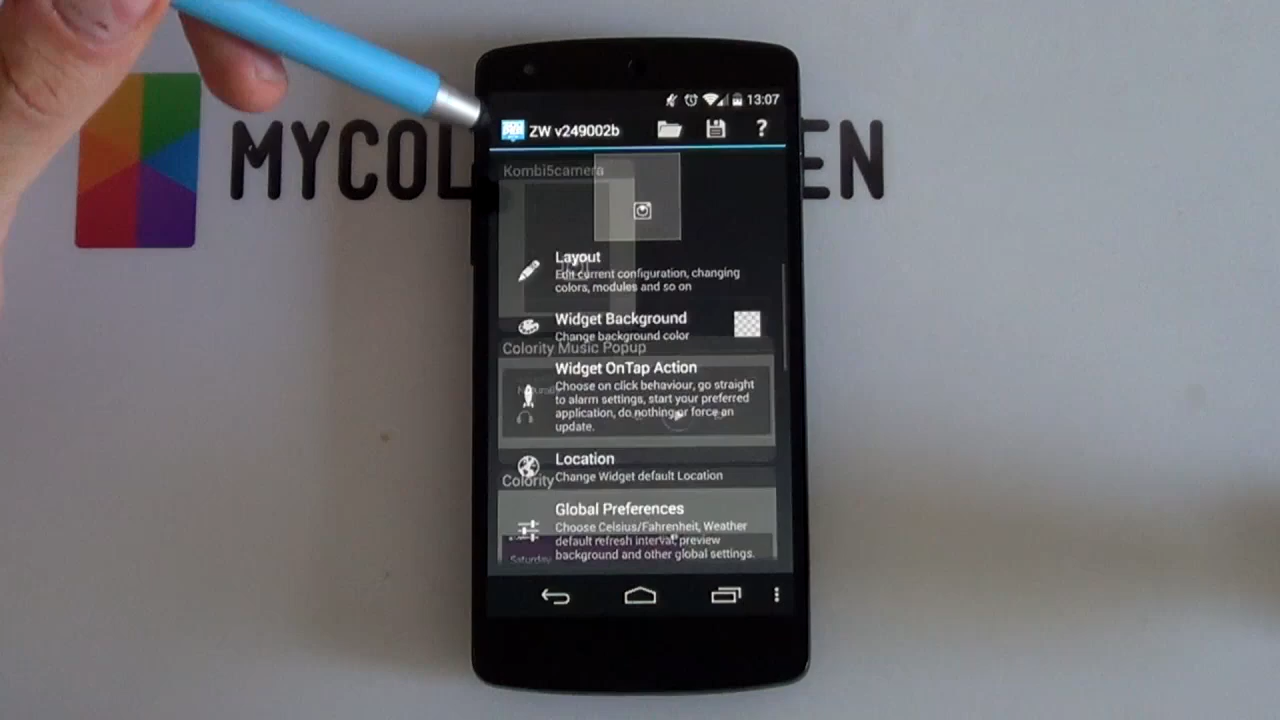 MYCOL
EN
13:07
ZW v249002b
?
Kombi5camera
Layout
Edit current configuration, changing
colors, modules and so on
Widget Background
Change background color
Colority Music Popup
Widget OnTap Action
Choose on click behaviour, go straight
to alarm settings, start your preferred
application, do nothing or force an
update.
Location
Change Widget default Location
Colority
Global Preferences
Choose Celsius/Fahrenheit, Weather
default refresh interval, preview
background and other global settings.
Saturday